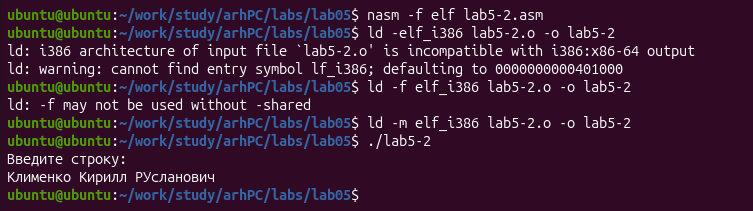 ubuntu@ubuntu:~/work/study/arhPC/labs/lab05$ nasm -f elf lab5-2.asm
ubuntu@ubuntu:~/work/study/arhPC/labs/lab05$ ld -elf_i386 lab5-2.o -o lab5-2
ld: i386 architecture of input file `lab5-2.o' is incompatible with i386:x86-64 output
ld: warning: cannot find entry symbol lf_i386; defaulting to 0000000000401000
ubuntu@ubuntu:~/work/study/arhPC/labs/lab05$ ld -f elf_i386 lab5-2.o -o lab5-2
ld: -f may not be used without -shared
ubuntu@ubuntu:~/work/study/arhPC/labs/lab05$ ld -m elf_i386 lab5-2.o -o lab5-2
ubuntu@ubuntu:~/work/study/arhPC/labs/lab05$ ./lab5-2
Введите строку:
Клименко Кирилл РУсланович
ubuntu@ubuntu:~/work/study/arhPC/labs/lab05$